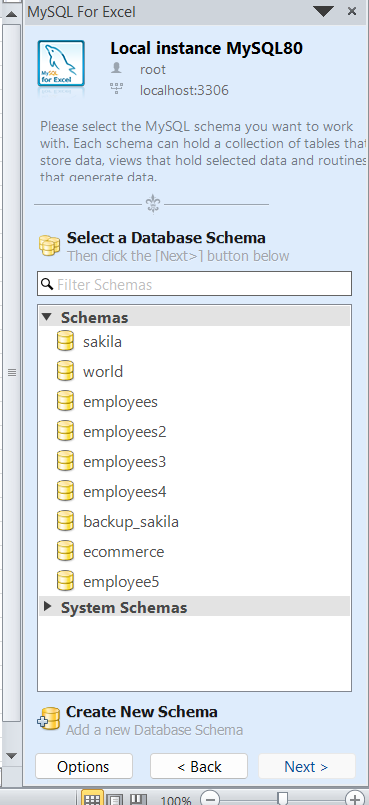 MySQL For Excel
Local instance MySQL80
root
localhost:3306
MySQL
for Excel
Please select the MySQL schema you want to work
with. Each schema can hold a collection of tables that
store data, views that hold selected data and routines
that generate data.
Select a Database Schema
Then click the [Next>] button below
Filter Schemas
Schemas
sakila
world
employees
employees2
employees3
employees4
backup_sakila
ecommerce
employee5
System Schemas
Create New Schema
Add a new Database Schema
Options
< Back
Next >
100%